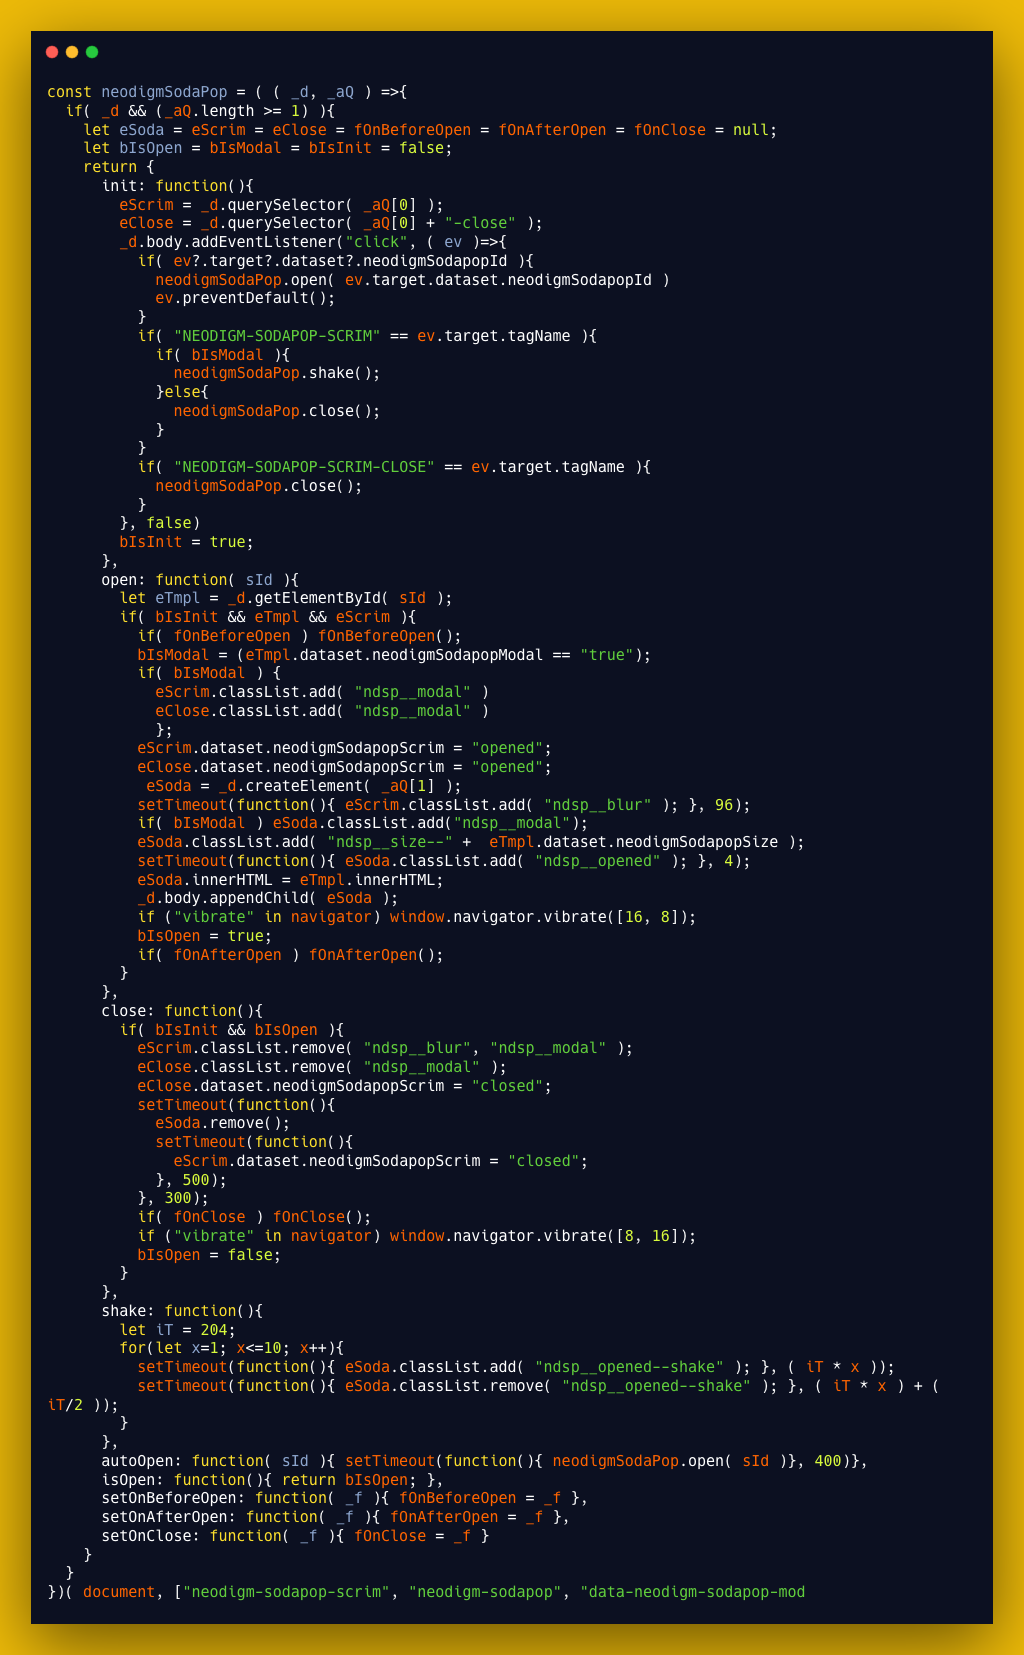 const neodigmSodaPop = ( ( _d, _aQ ) =>{
  if( _d && (_aQ.length >= 1) ){
    let eSoda = eScrim = eClose = fOnBeforeOpen = fOnAfterOpen = fOnClose = null;
    let bIsOpen = bIsModal = bIsInit = false;
    return {
      init: function(){
        eScrim = _d.querySelector( _aQ[0] );
        eClose = _d.querySelector( _aQ[0] + "-close" );
        _d.body.addEventListener("click", ( ev )=>{
          if( ev?.target?.dataset?.neodigmSodapopId ){
            neodigmSodaPop.open( ev.target.dataset.neodigmSodapopId )
            ev.preventDefault();
          }
          if( "NEODIGM-SODAPOP-SCRIM" == ev.target.tagName ){
            if( bIsModal ){
              neodigmSodaPop.shake();
            }else{
              neodigmSodaPop.close();
            }
          }
          if( "NEODIGM-SODAPOP-SCRIM-CLOSE" == ev.target.tagName ){
            neodigmSodaPop.close();
          }
        }, false)
        bIsInit = true;
      },
      open: function( sId ){
        let eTmpl = _d.getElementById( sId );
        if( bIsInit && eTmpl && eScrim ){
          if( fOnBeforeOpen ) fOnBeforeOpen();
          bIsModal = (eTmpl.dataset.neodigmSodapopModal == "true");
          if( bIsModal ) {
            eScrim.classList.add( "ndsp__modal" )
            eClose.classList.add( "ndsp__modal" )
            };
          eScrim.dataset.neodigmSodapopScrim = "opened";
          eClose.dataset.neodigmSodapopScrim = "opened";
           eSoda = _d.createElement( _aQ[1] );
          setTimeout(function(){ eScrim.classList.add( "ndsp__blur" ); }, 96);
          if( bIsModal ) eSoda.classList.add("ndsp__modal");
          eSoda.classList.add( "ndsp__size--" +  eTmpl.dataset.neodigmSodapopSize );
          setTimeout(function(){ eSoda.classList.add( "ndsp__opened" ); }, 4);
          eSoda.innerHTML = eTmpl.innerHTML;
          _d.body.appendChild( eSoda );
          if ("vibrate" in navigator) window.navigator.vibrate([16, 8]);
          bIsOpen = true;
          if( fOnAfterOpen ) fOnAfterOpen();
        }
      },
      close: function(){
        if( bIsInit && bIsOpen ){
          eScrim.classList.remove( "ndsp__blur", "ndsp__modal" );
          eClose.classList.remove( "ndsp__modal" );
          eClose.dataset.neodigmSodapopScrim = "closed";
          setTimeout(function(){
            eSoda.remove();
            setTimeout(function(){
              eScrim.dataset.neodigmSodapopScrim = "closed";
            }, 500);
          }, 300);
          if( fOnClose ) fOnClose();
          if ("vibrate" in navigator) window.navigator.vibrate([8, 16]);
          bIsOpen = false;
        }
      },
      shake: function(){
        let iT = 204;
        for(let x=1; x<=10; x++){
          setTimeout(function(){ eSoda.classList.add( "ndsp__opened--shake" ); }, ( iT * x ));
          setTimeout(function(){ eSoda.classList.remove( "ndsp__opened--shake" ); }, ( iT * x ) + (
iT/2 ));
        }
      },
      autoOpen: function( sId ){ setTimeout(function(){ neodigmSodaPop.open( sId )}, 400)},
      isOpen: function(){ return bIsOpen; },
      setOnBeforeOpen: function( _f ){ fOnBeforeOpen = _f },
      setOnAfterOpen: function( _f ){ fOnAfterOpen = _f },
      setOnClose: function( _f ){ fOnClose = _f }
    }
  }
})( document, ["neodigm-sodapop-scrim", "neodigm-sodapop", "data-neodigm-sodapop-mod